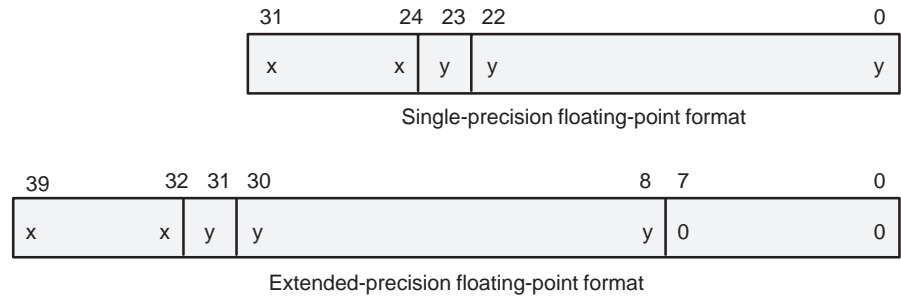 31 24 23 22 0
x x y y y
Single-precision floating-point format
39 32 31 30 8 7 0
x x y y y 0 0
Extended-precision floating-point format